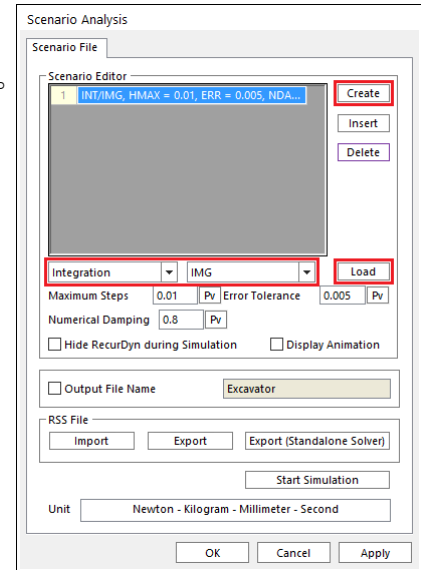 Scenario Analysis
Scenario File
Scenario Editor
1 INT/IMG, HMAX = 0.01, ERR = 0.005, NDA...
Create
Insert
Delete
Integration IMG Load
Maximum Steps 0.01 Pv Error Tolerance 0.005 Pv
Numerical Damping 0.8 Pv
Hide RecurDyn during Simulation Display Animation
Output File Name Excavator
RSS File
Import Export Export (Standalone Solver)
Start Simulation
Unit Newton - Kilogram - Millimeter - Second
OK Cancel Apply